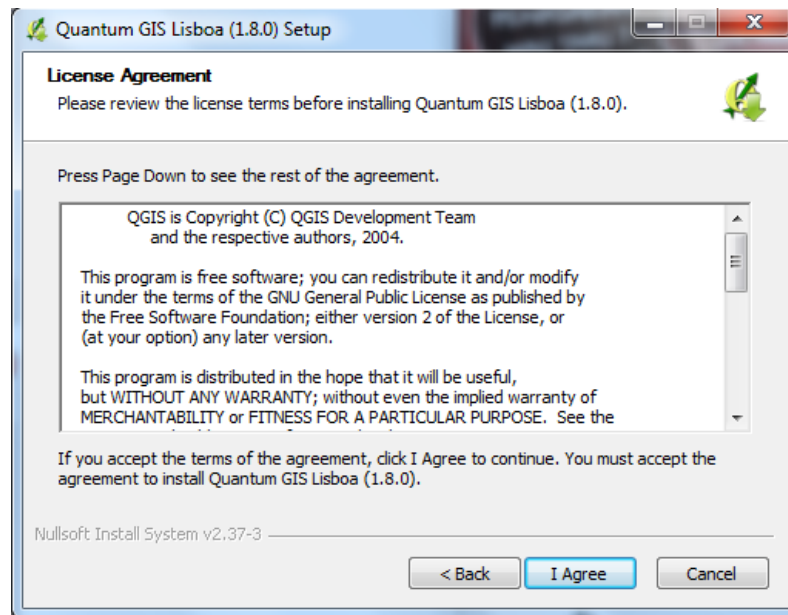 Quantum GIS Lisboa (1.8.0) Setup
License Agreement
Please review the license terms before installing Quantum GIS Lisboa (1.8.0).
Press Page Down to see the rest of the agreement.
QGIS is Copyright (C) QGIS Development Team
and the respective authors, 2004.
This program is free software; you can redistribute it and/or modify
it under the terms of the GNU General Public License as published by
the Free Software Foundation; either version 2 of the License, or
(at your option) any later version.
This program is distributed in the hope that it will be useful,
but WITHOUT ANY WARRANTY; without even the implied warranty of
MERCHANTABILITY or FITNESS FOR A PARTICULAR PURPOSE.  See the
If you accept the terms of the agreement, click I Agree to continue. You must accept the
agreement to install Quantum GIS Lisboa (1.8.0).
Nullsoft Install System v2.37-3
< Back
I Agree
Cancel